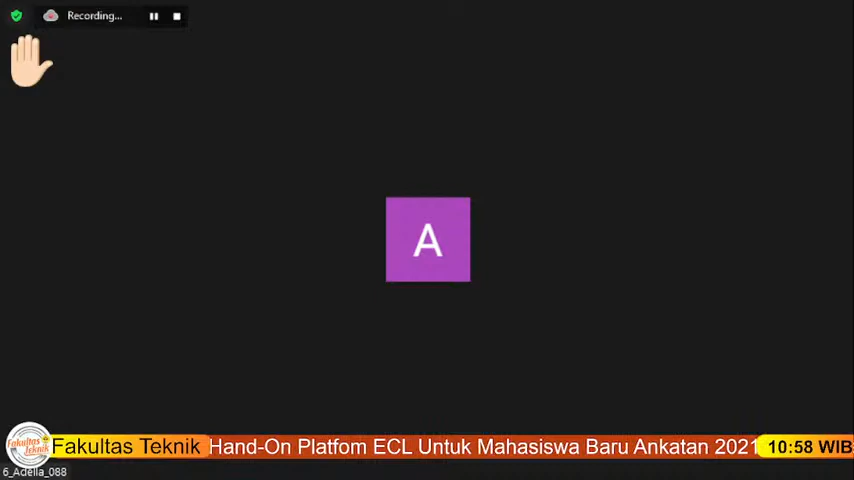 Recording...
A
Fakultas Teknik
Fakultas Teknik Hand-On Platfom ECL Untuk Mahasiswa Baru Ankatan 2021 10:58 WIB
6_Adella_088